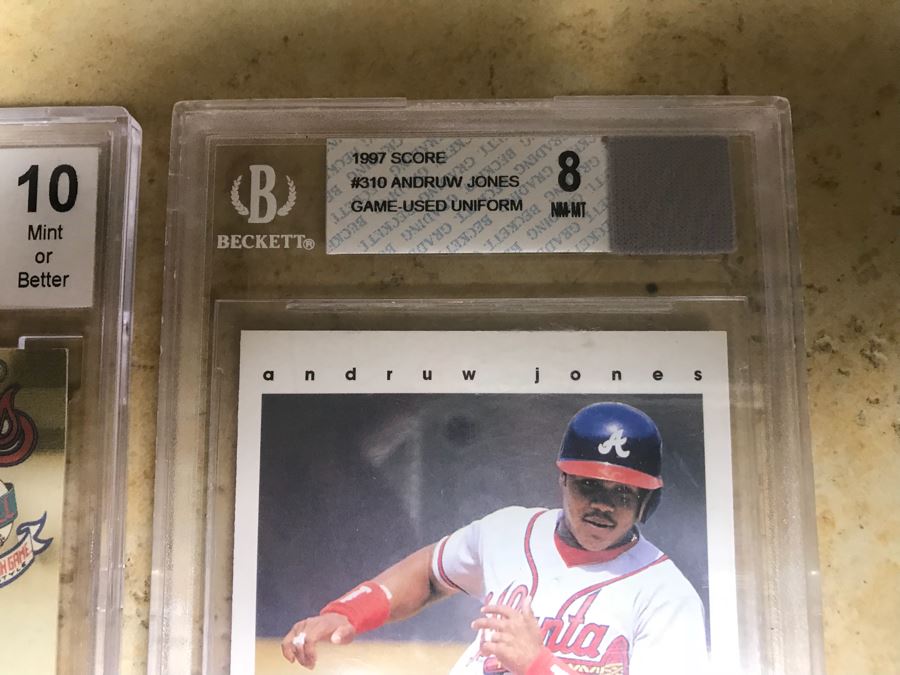 10
Mint
or
Better
BECKETT®
B
1997 SCORE
#310 ANDRUW JONES
GAME-USED UNIFORM
8
NM-MT
andruw jones
A